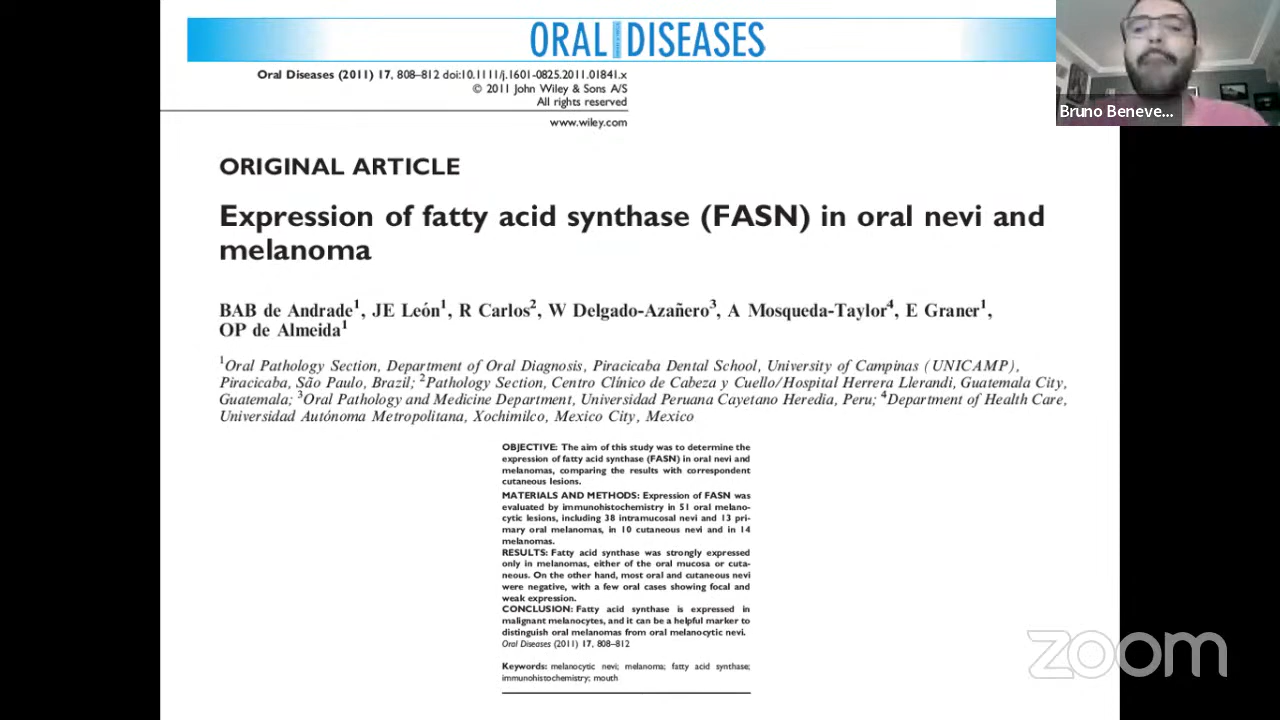 ORAL DISEASES
Oral Diseases (2011) 17, 808–812 doi:10.1111/j.1601-0825.2011.01841.x
© 2011 John Wiley & Sons A/S
All rights reserved
www.wiley.com
Bruno Beneve...
ORIGINAL ARTICLE
Expression of fatty acid synthase (FASN) in oral nevi and
melanoma
BAB de Andrade1, JE León1, R Carlos2, W Delgado-Azañero3, A Mosqueda-Taylor4, E Graner1,
OP de Almeida1
1Oral Pathology Section, Department of Oral Diagnosis, Piracicaba Dental School, University of Campinas (UNICAMP),
Piracicaba, São Paulo, Brazil; 2Pathology Section, Centro Clínico de Cabeza y Cuello/Hospital Herrera Llerandi, Guatemala City,
Guatemala; 3Oral Pathology and Medicine Department, Universidad Peruana Cayetano Heredia, Peru; 4Department of Health Care,
Universidad Autónoma Metropolitana, Xochimilco, Mexico City, Mexico
OBJECTIVE: The aim of this study was to determine the
expression of fatty acid synthase (FASN) in oral nevi and
melanomas, comparing the results with correspondent
cutaneous lesions.
MATERIALS AND METHODS: Expression of FASN was
evaluated by immunohistochemistry in 51 oral melano-
cytic lesions, including 38 intramucosal nevi and 13 pri-
mary oral melanomas, in 10 cutaneous nevi and in 14
melanomas.
RESULTS: Fatty acid synthase was strongly expressed
only in melanomas, either of the oral mucosa or cuta-
neous. On the other hand, most oral and cutaneous nevi
were negative, with a few oral cases showing focal and
weak expression.
CONCLUSION: Fatty acid synthase is expressed in
malignant melanocytes, and it can be a helpful marker to
distinguish oral melanomas from oral melanocytic nevi.
Oral Diseases (2011) 17, 808–812
Keywords: melanocytic nevi; melanoma; fatty acid synthase;
immunohistochemistry; mouth
zoom